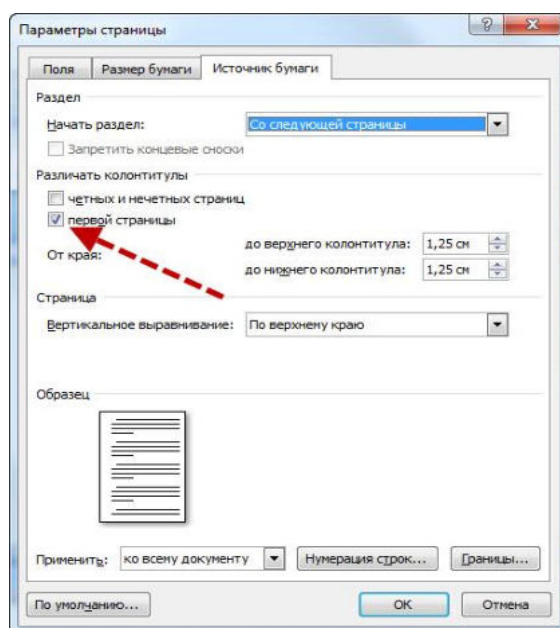 Параметры страницы
Поля Размер бумаги Источник бумаги
Раздел
Начать раздел: Со следующей страницы
Запретить концевые сноски
Различать колонтитулы
четных и нечетных страниц
первой страницы
От края: до верхнего колонтитула: 1,25 см
до нижнего колонтитула: 1,25 см
Страница
Вертикальное выравнивание: По верхнему краю
Образец
Применить: ко всему документу Нумерация строк... Границы...
По умолчанию... ОК Отмена